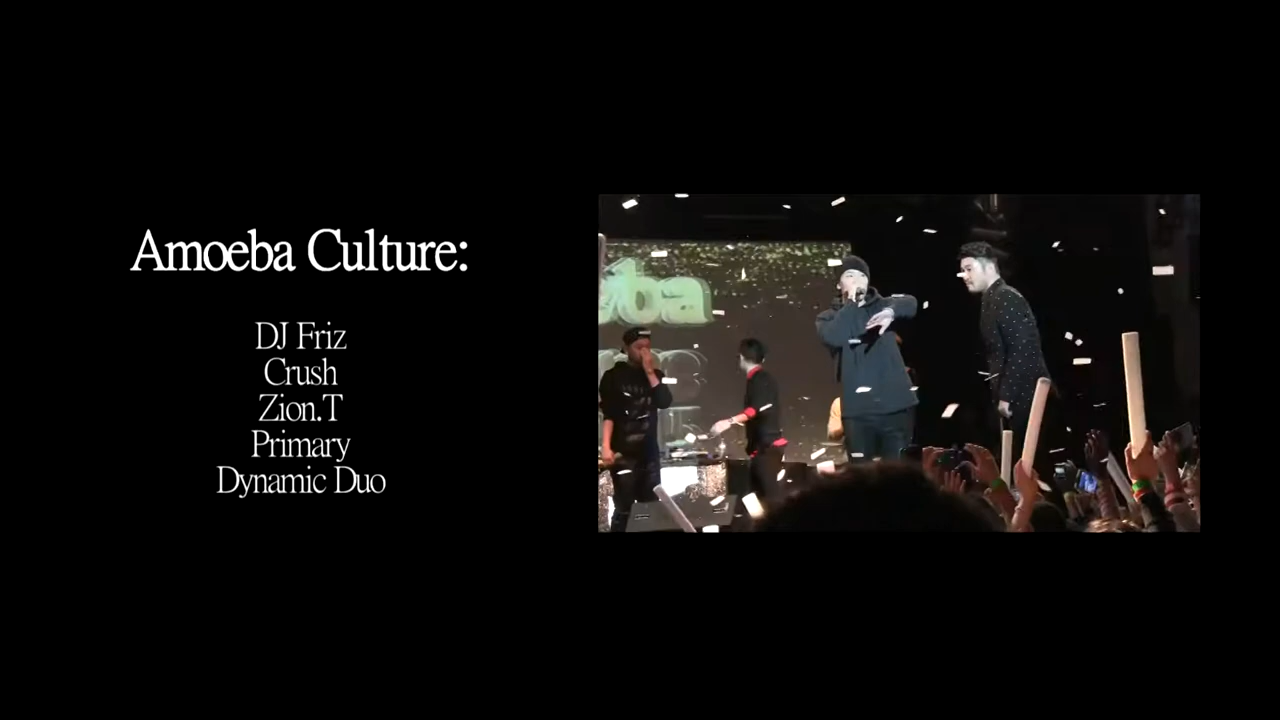 Amoeba Culture:
DJ Friz
Crush
Zion.T
Primary
Dynamic Duo